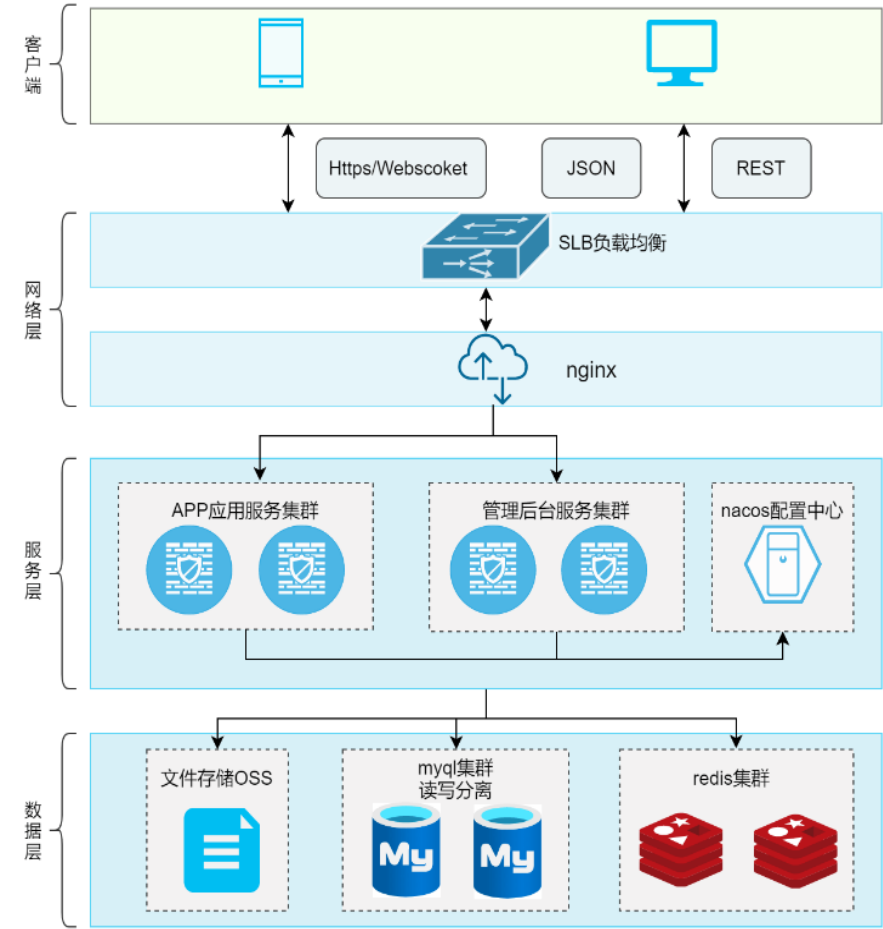 客户端
Https/Webscoket
JSON
REST
网络层
SLB负载均衡
nginx
服务层
APP应用服务集群
管理后台服务集群
nacos配置中心
数据层
文件存储OSS
myql集群
读写分离
My
My
redis集群